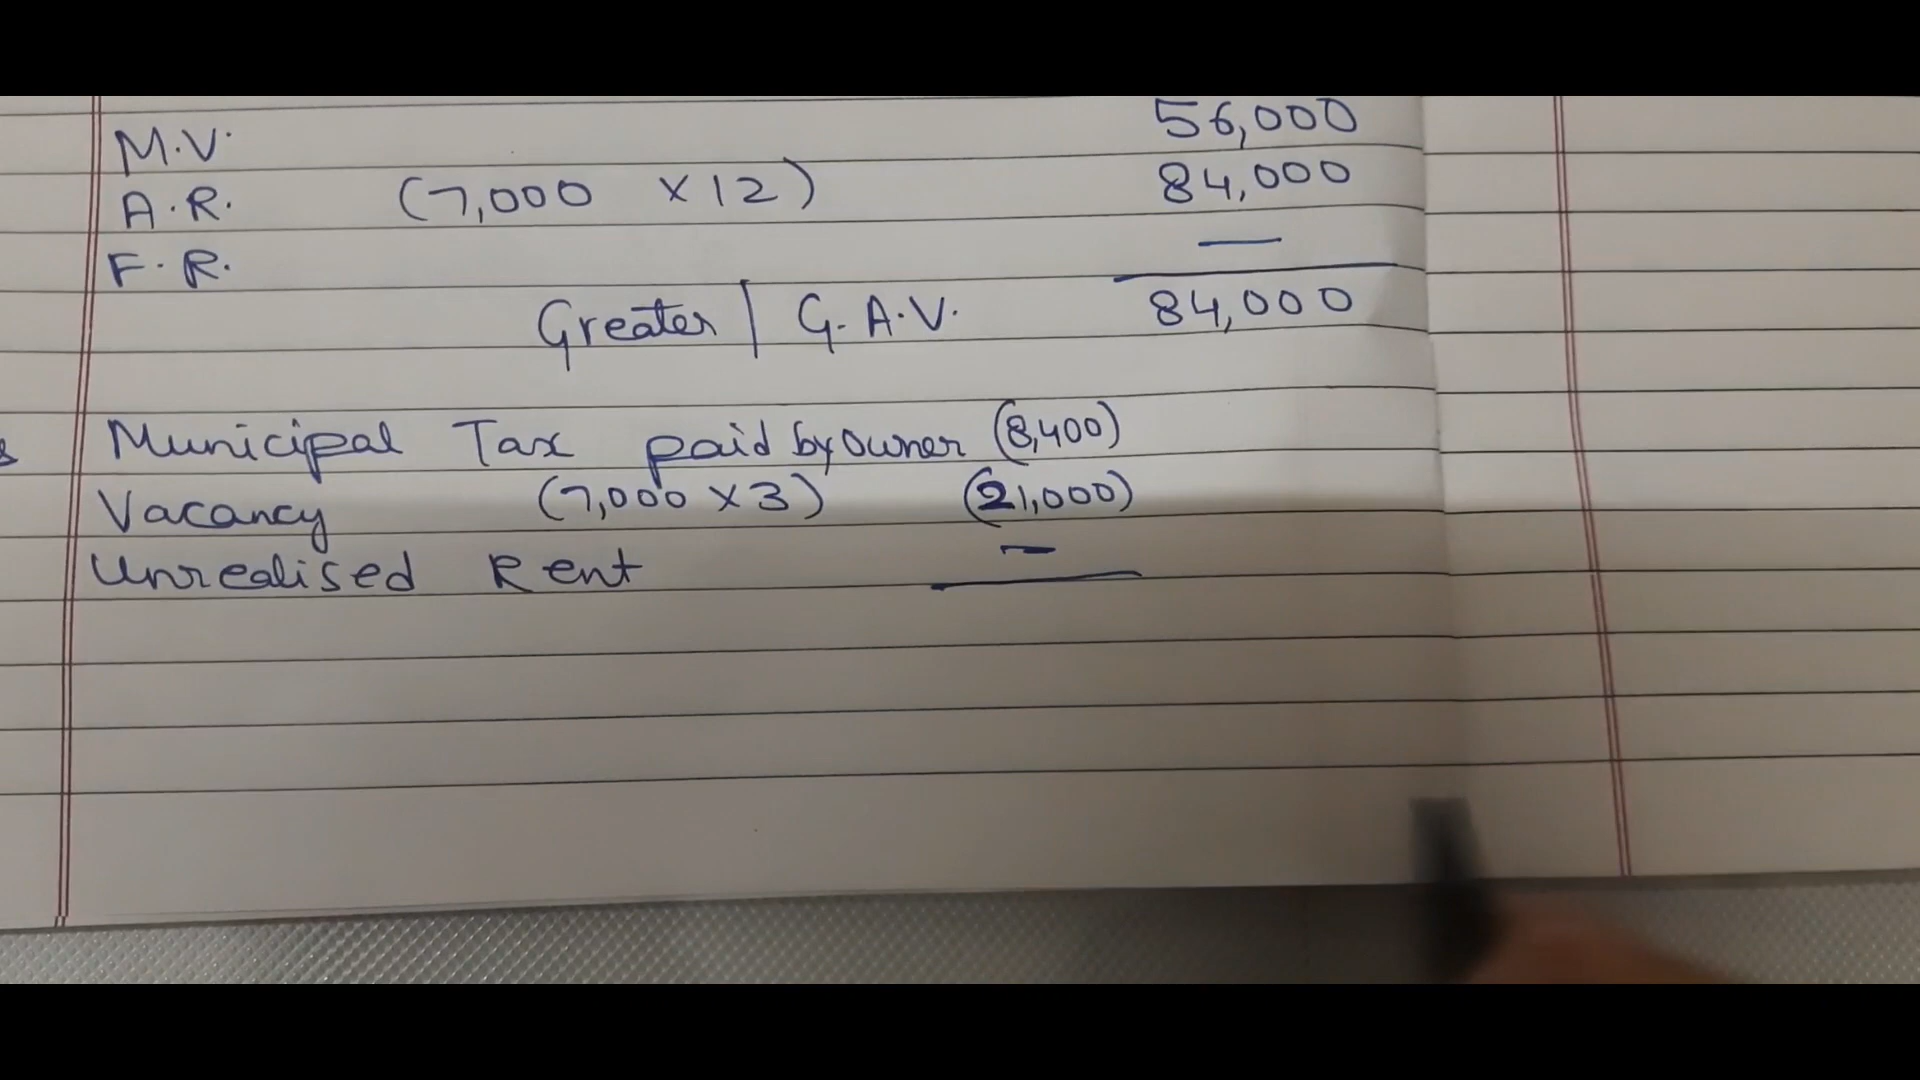 M.V. 56,000
A.R. (7,000 X 12) 84,000
F.R. —
Greater | G.A.V. 84,000
Municipal Tax paid by owner (8,400)
Vacancy (7,000 X 3) (21,000)
Unrealised Rent —